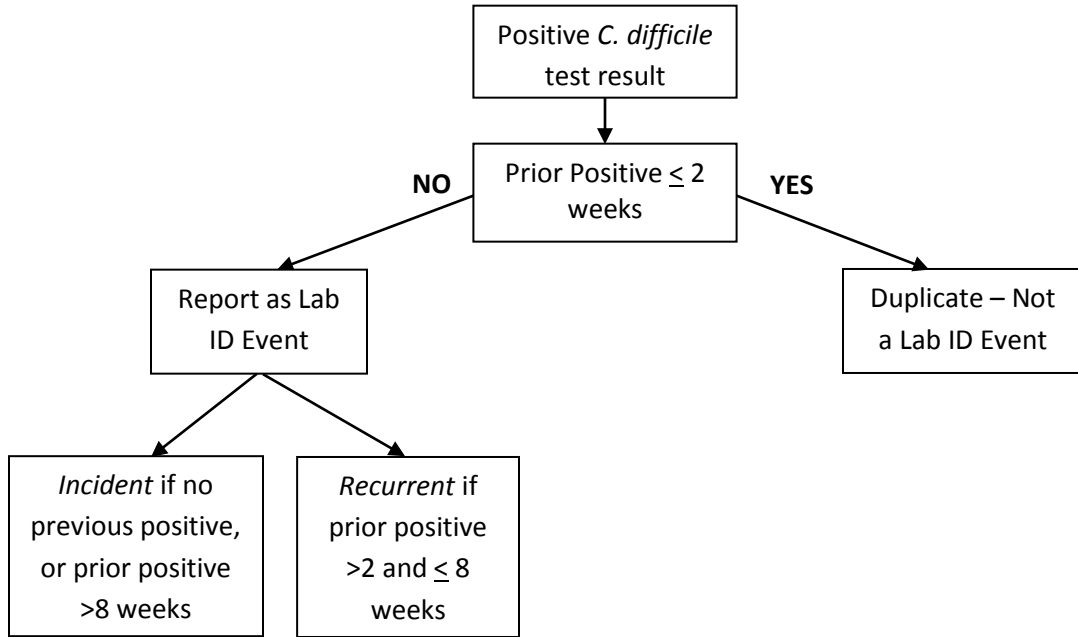 Positive C. difficile
test result
Prior Positive < 2
weeks
NO
YES
Report as Lab
ID Event
Duplicate – Not
a Lab ID Event
Incident if no
previous positive,
or prior positive
>8 weeks
Recurrent if
prior positive
>2 and < 8
weeks